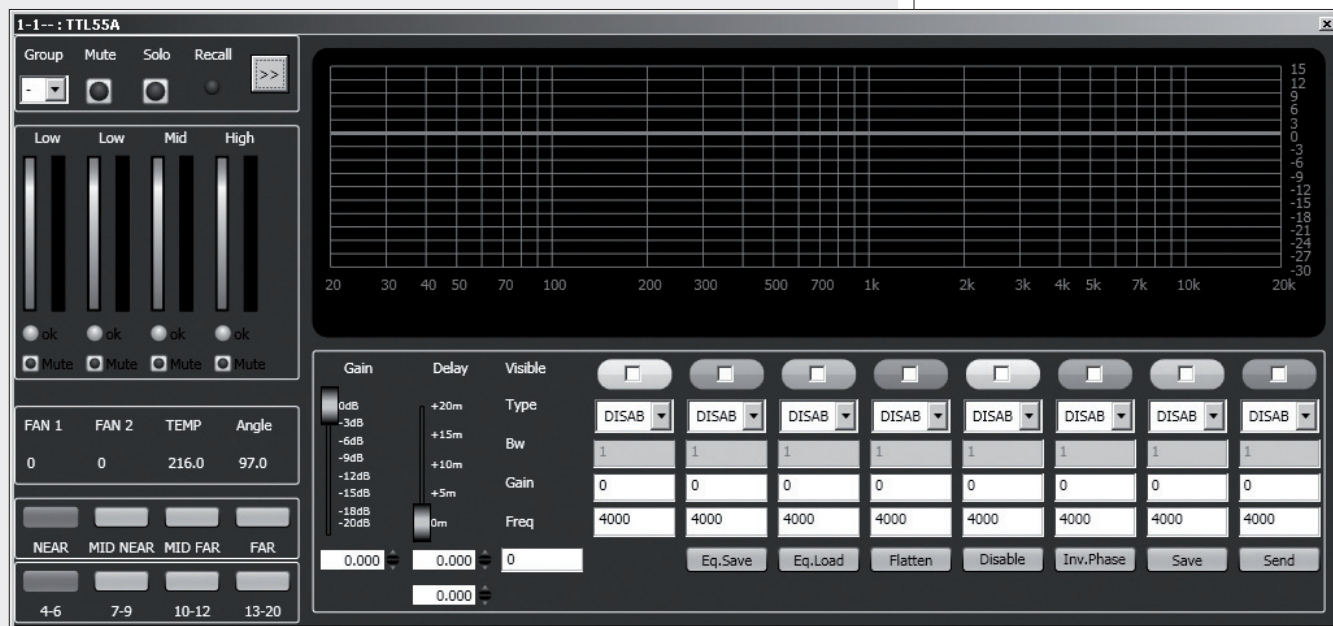 1-1-- : TTL55A
Group Mute Solo Recall
- >>
Low Low Mid High
ok ok ok ok
Mute Mute Mute Mute
FAN 1 FAN 2 TEMP Angle
0 0 216.0 97.0
NEAR MID NEAR MID FAR FAR
4-6 7-9 10-12 13-20
15
12
9
6
3
0
-3
-6
-9
-12
-15
-18
-21
-24
-27
-30
20 30 40 50 70 100 200 300 500 700 1k 2k 3k 4k 5k 7k 10k 20k
Gain Delay Visible
0dB
-3dB
-6dB
-9dB
-12dB
-15dB
-18dB
-20dB
0.000
+20m
+15m
+10m
+5m
0m
0.000
0.000
Type DISAB DISAB DISAB DISAB DISAB DISAB DISAB DISAB
Bw 1 1 1 1 1 1 1 1
Gain 0 0 0 0 0 0 0 0
Freq 4000 4000 4000 4000 4000 4000 4000 4000
0 Eq.Save Eq.Load Flatten Disable Inv.Phase Save Send